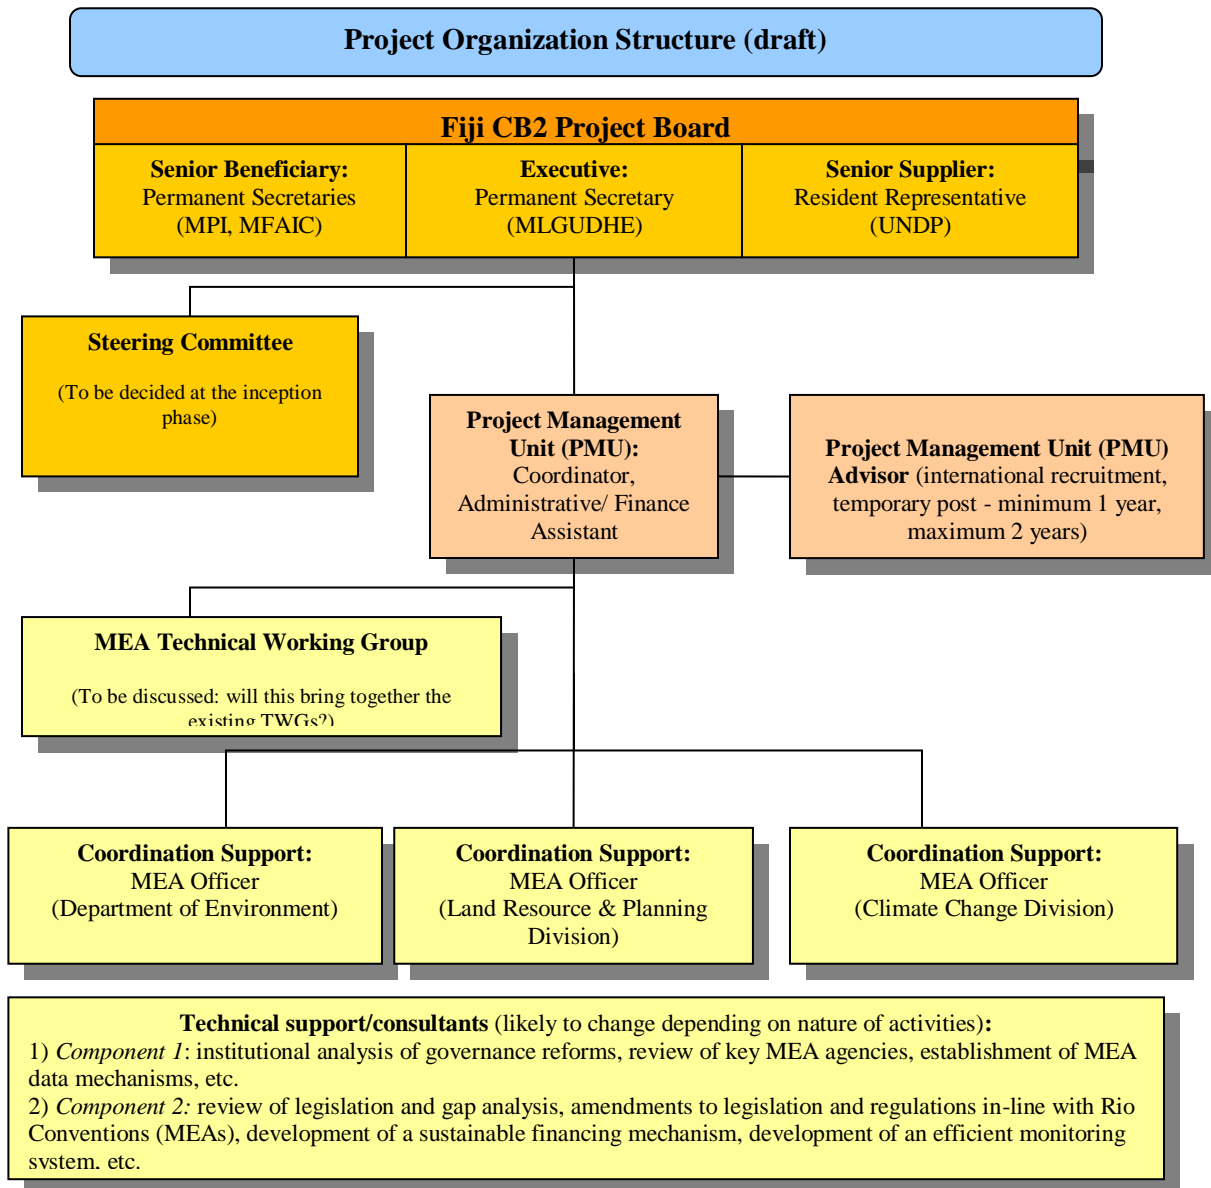 Project Organization Structure (draft)
Fiji CB2 Project Board
Senior Beneficiary:
Permanent Secretaries
(MPI, MFAIC)
Executive:
Permanent Secretary
(MLGUDHE)
Senior Supplier:
Resident Representative
(UNDP)
Steering Committee
(To be decided at the inception
phase)
Project Management
Unit (PMU):
Coordinator,
Administrative/ Finance
Assistant
Project Management Unit (PMU)
Advisor (international recruitment,
temporary post - minimum 1 year,
maximum 2 years)
MEA Technical Working Group
(To be discussed: will this bring together the
existing TWGs?)
Coordination Support:
MEA Officer
(Department of Environment)
Coordination Support:
MEA Officer
(Land Resource & Planning
Division)
Coordination Support:
MEA Officer
(Climate Change Division)
Technical support/consultants (likely to change depending on nature of activities):
1) Component 1: institutional analysis of governance reforms, review of key MEA agencies, establishment of MEA
data mechanisms, etc.
2) Component 2: review of legislation and gap analysis, amendments to legislation and regulations in-line with Rio
Conventions (MEAs), development of a sustainable financing mechanism, development of an efficient monitoring
system, etc.